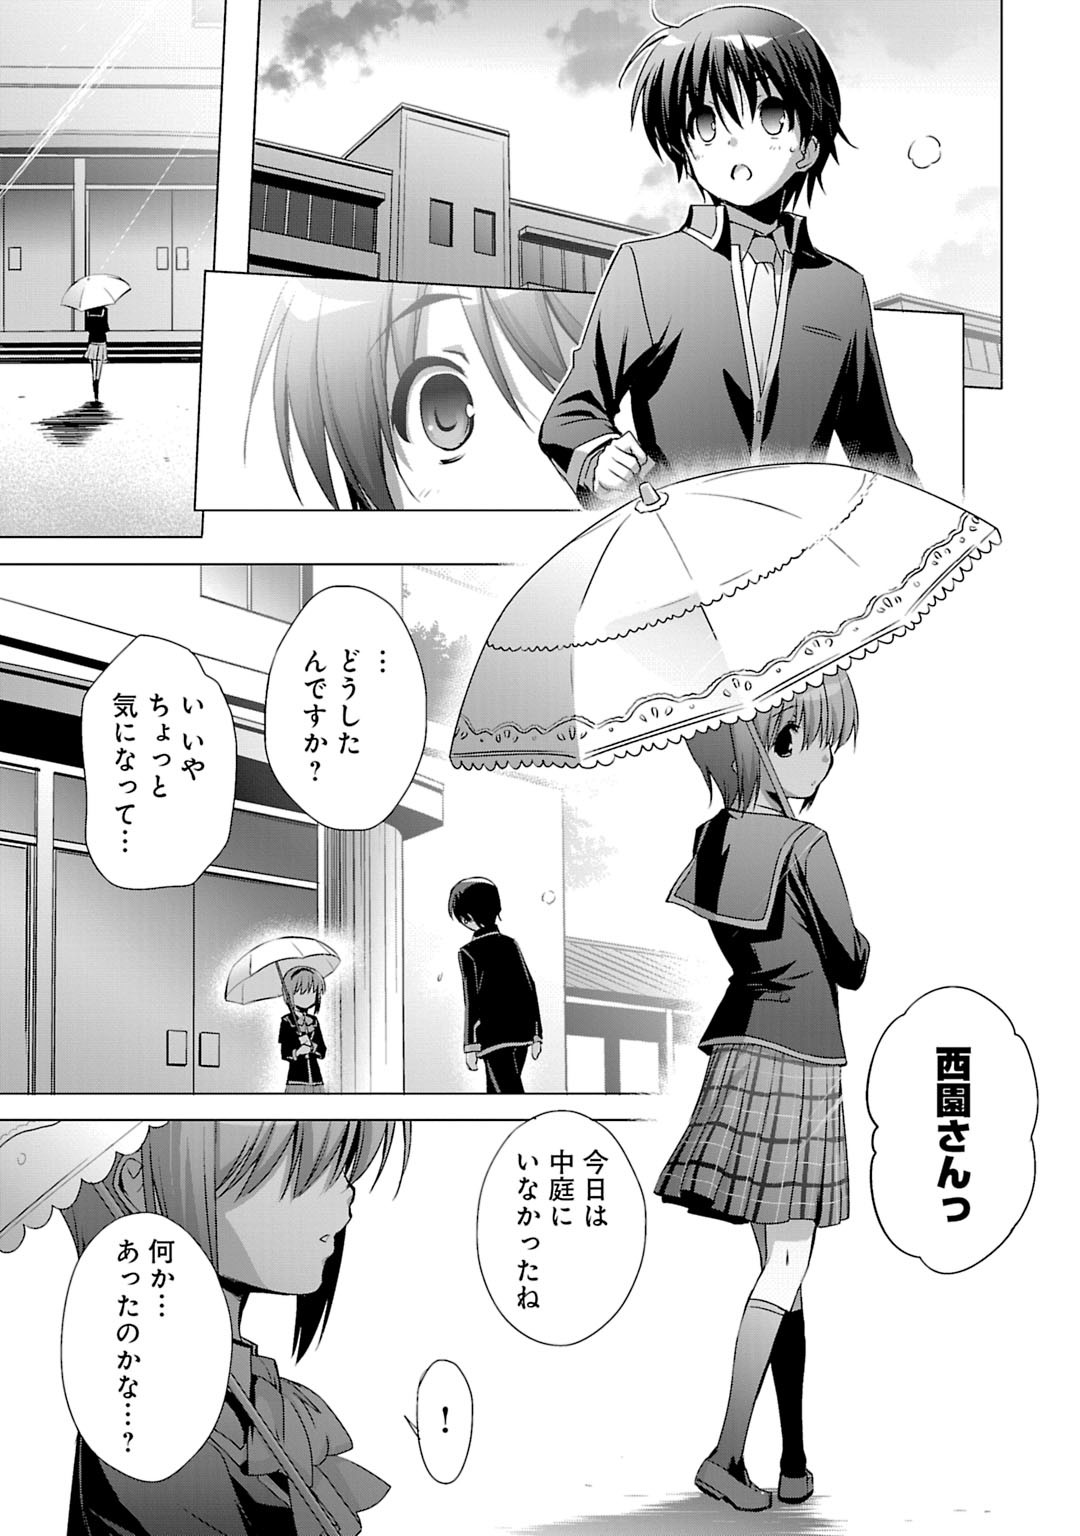 西園さんっ
…
どうした
んですか？
い いや
ちょっと
気になって…
今日は
中庭に
いなかったね
！
何か…
あったのかな…？